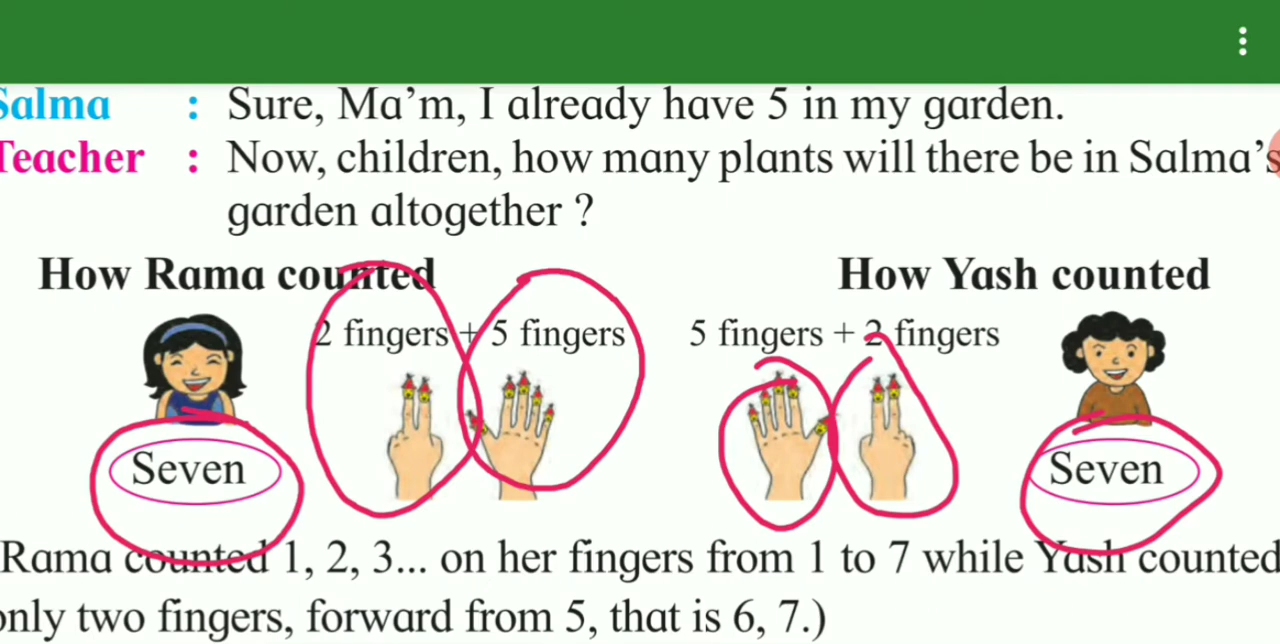 Salma : Sure, Ma’m, I already have 5 in my garden.
Teacher : Now, children, how many plants will there be in Salma’s
garden altogether ?
How Rama counted How Yash counted
2 fingers + 5 fingers 5 fingers + 2 fingers
Seven Seven
Rama counted 1, 2, 3... on her fingers from 1 to 7 while Yash counted
only two fingers, forward from 5, that is 6, 7.)